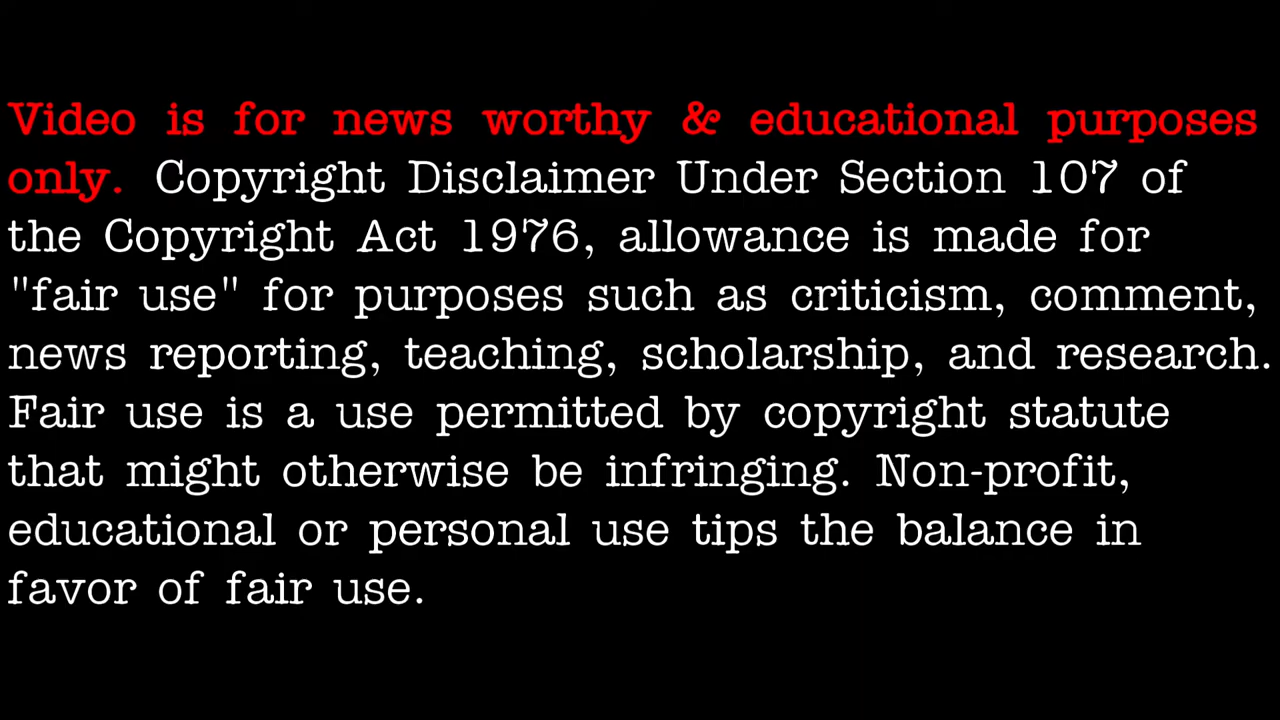 Video is for news worthy & educational purposes
only. Copyright Disclaimer Under Section 107 of
the Copyright Act 1976, allowance is made for
"fair use" for purposes such as criticism, comment,
news reporting, teaching, scholarship, and research.
Fair use is a use permitted by copyright statute
that might otherwise be infringing. Non-profit,
educational or personal use tips the balance in
favor of fair use.